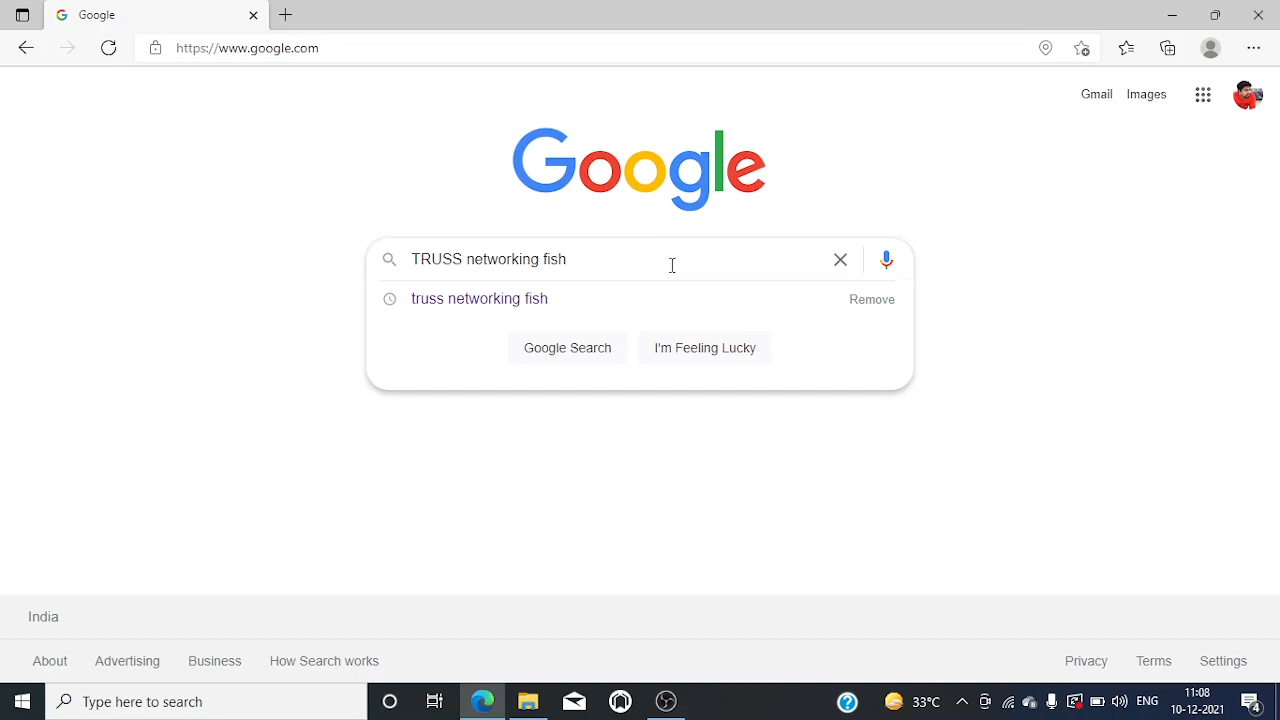 Google
https://www.google.com
Gmail Images
Google
TRUSS networking fish
truss networking fish Remove
Google Search I'm Feeling Lucky
India
About Advertising Business How Search works Privacy Terms Settings
Type here to search 33°C ENG 11:08
10-12-2021 4